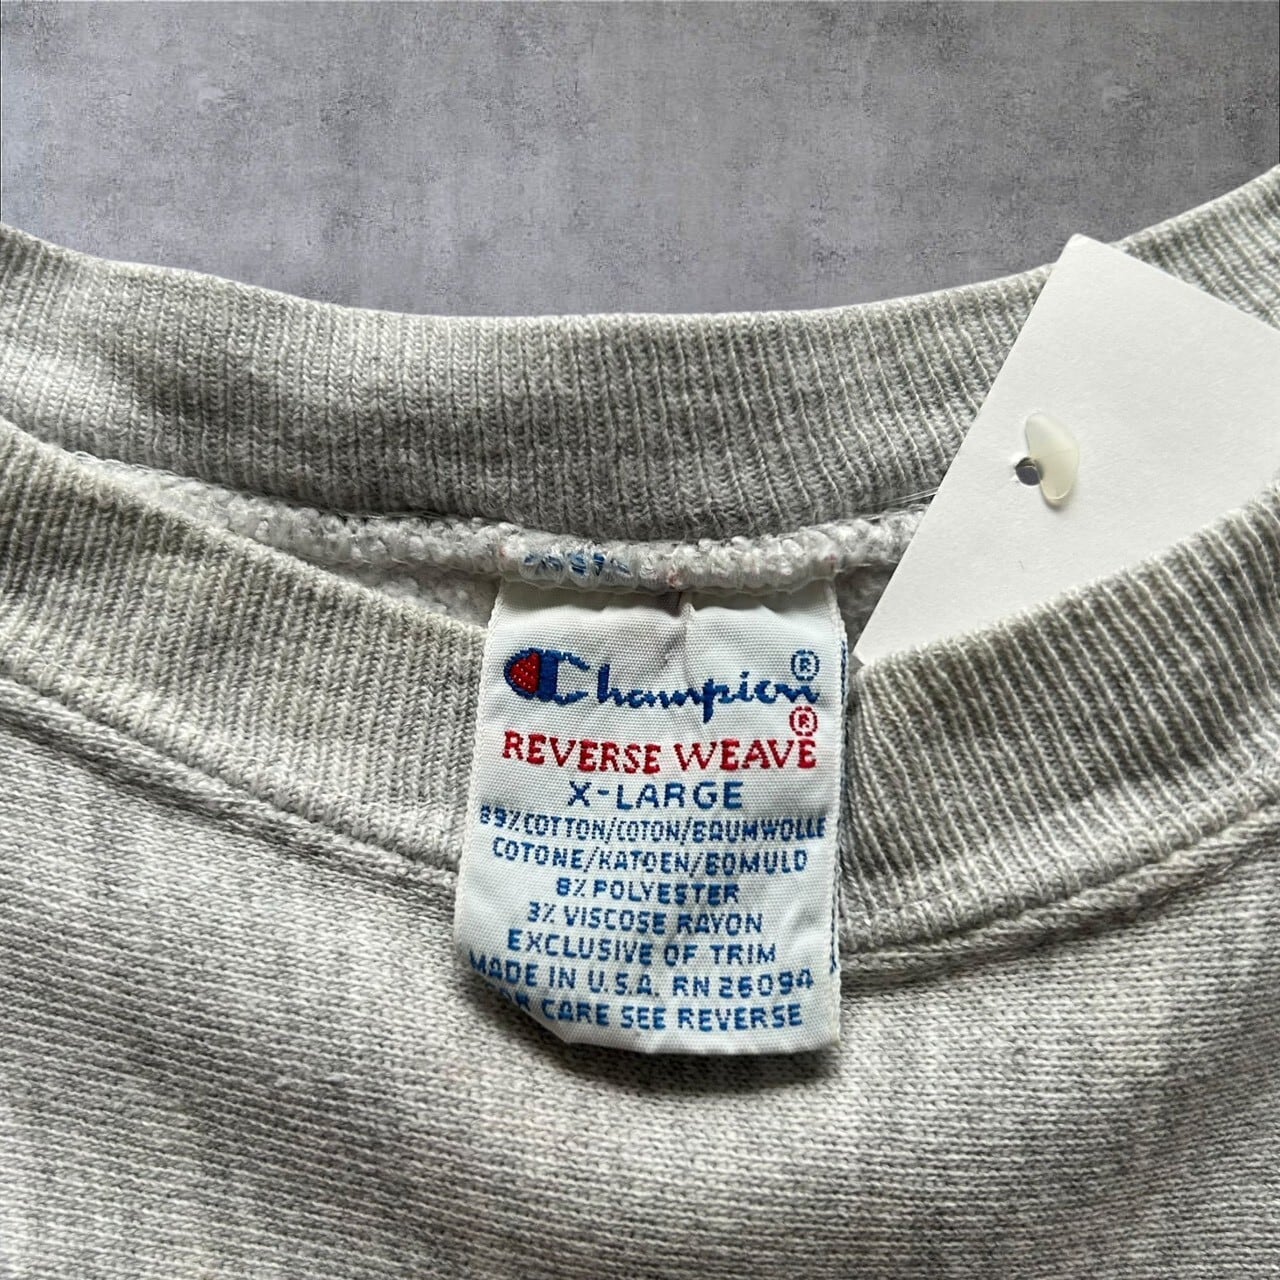 Champion®
®
REVERSE WEAVE
X-LARGE
89% COTTON/COTON/BAUMWOLLE
COTONE/KATOEN/BOMULD
8% POLYESTER
3% VISCOSE RAYON
EXCLUSIVE OF TRIM
MADE IN U.S.A. RN 26094
CARE SEE REVERSE